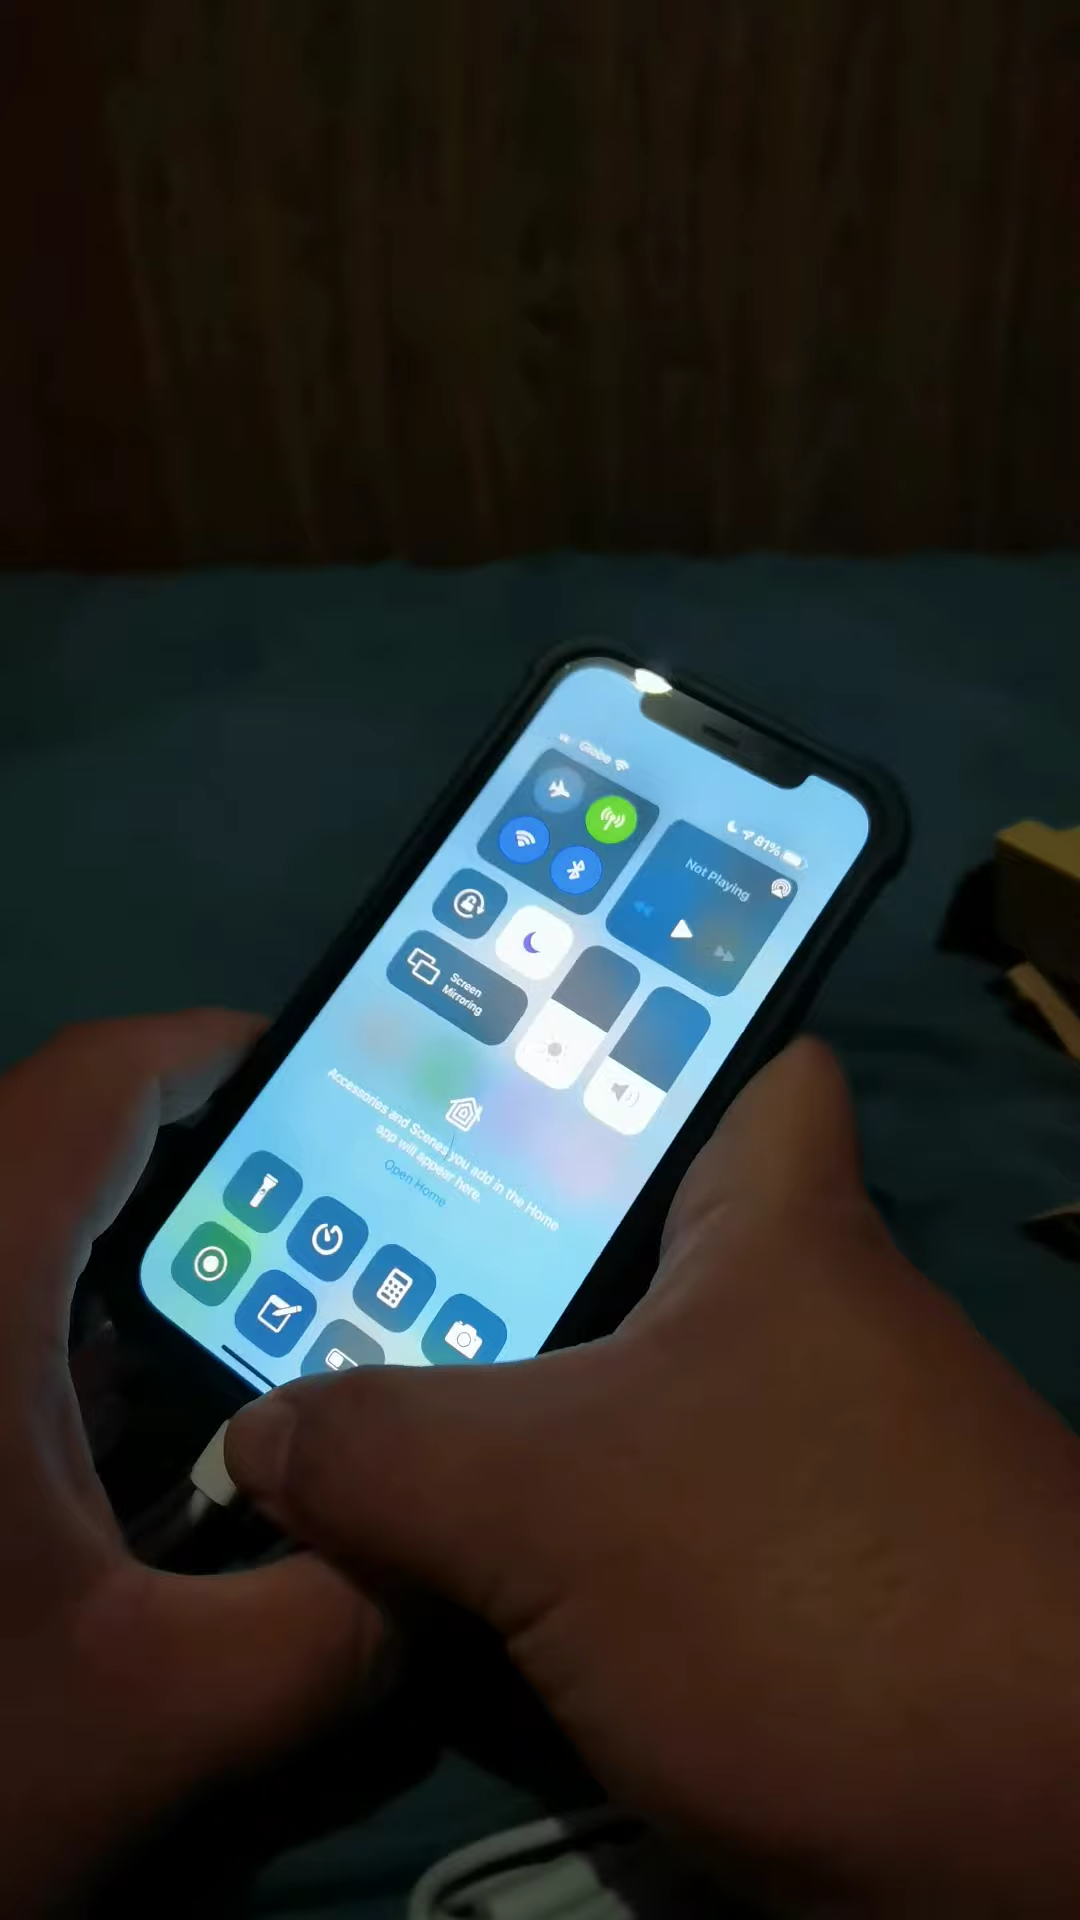 Globe
81%
Not Playing
Screen
Mirroring
Accessories and Scenes you add in the Home
app will appear here.
Open Home